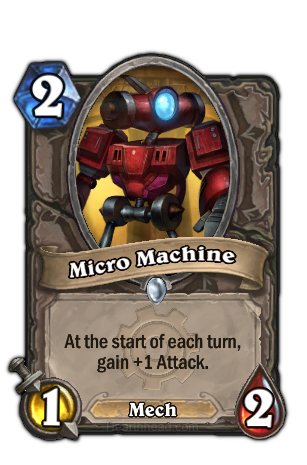 2
Micro Machine
At the start of each turn,
gain +1 Attack.
1
Mech
2